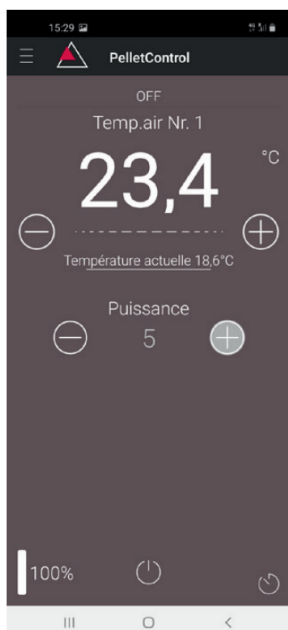 15:29
PelletControl
OFF
Temp.air Nr. 1
23,4 °C
Température actuelle 18,6°C
Puissance
5
100%